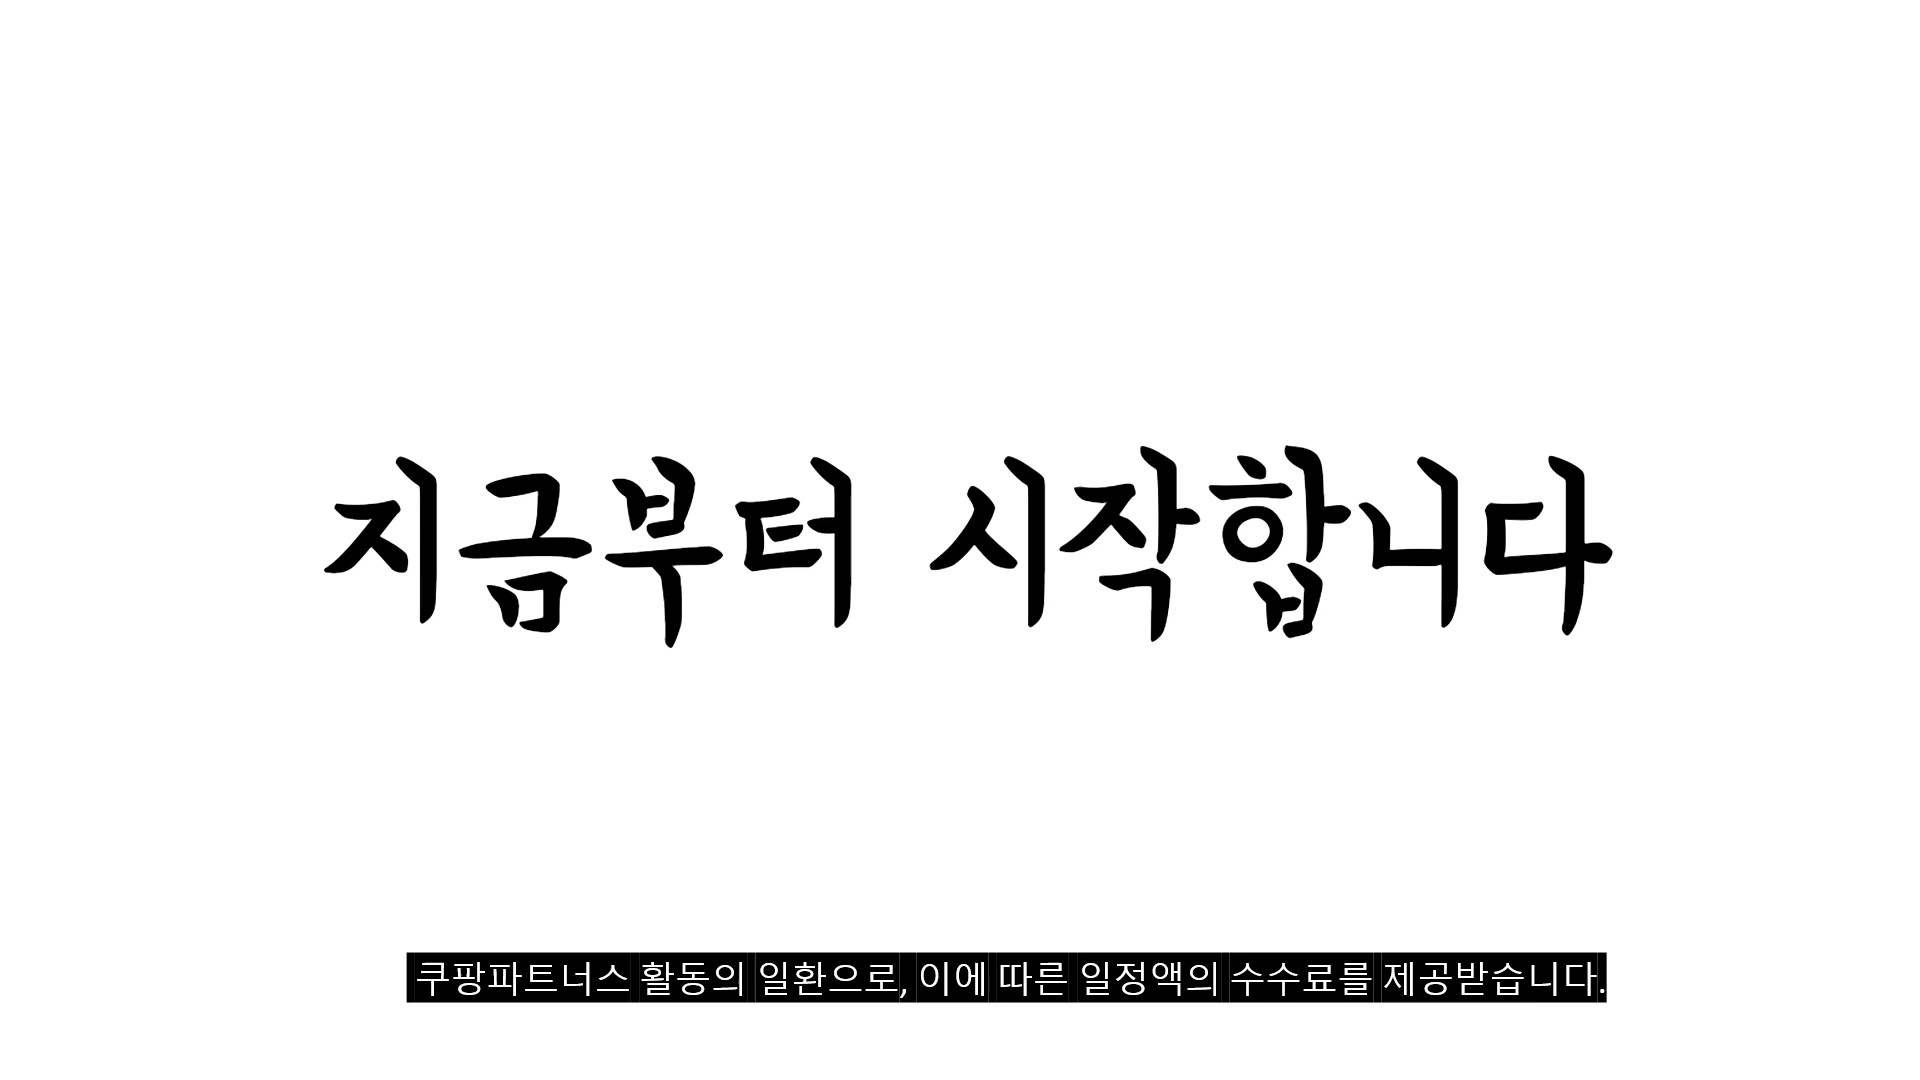 지금부터 시작합니다
쿠팡파트너스 활동의 일환으로, 이에 따른 일정액의 수수료를 제공받습니다.